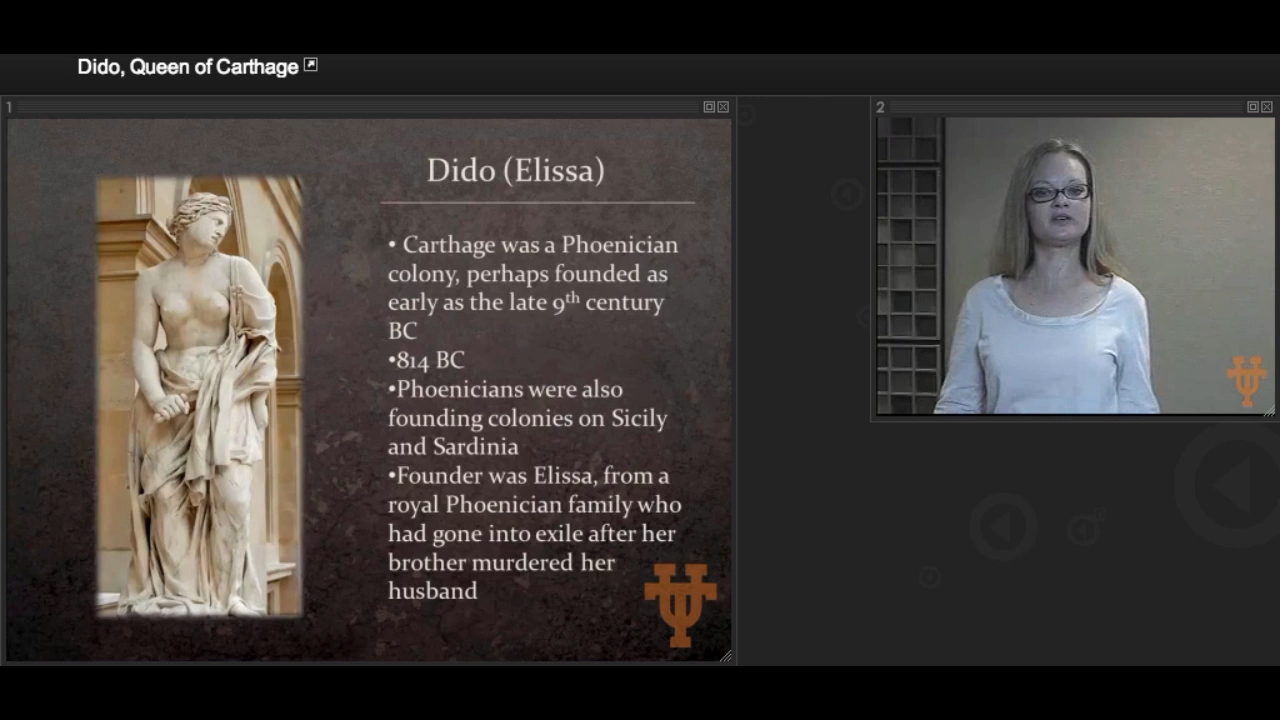 Dido, Queen of Carthage
1
2
Dido (Elissa)
• Carthage was a Phoenician
colony, perhaps founded as
early as the late 9th century
BC
•814 BC
•Phoenicians were also
founding colonies on Sicily
and Sardinia
•Founder was Elissa, from a
royal Phoenician family who
had gone into exile after her
brother murdered her
husband
UT
UT